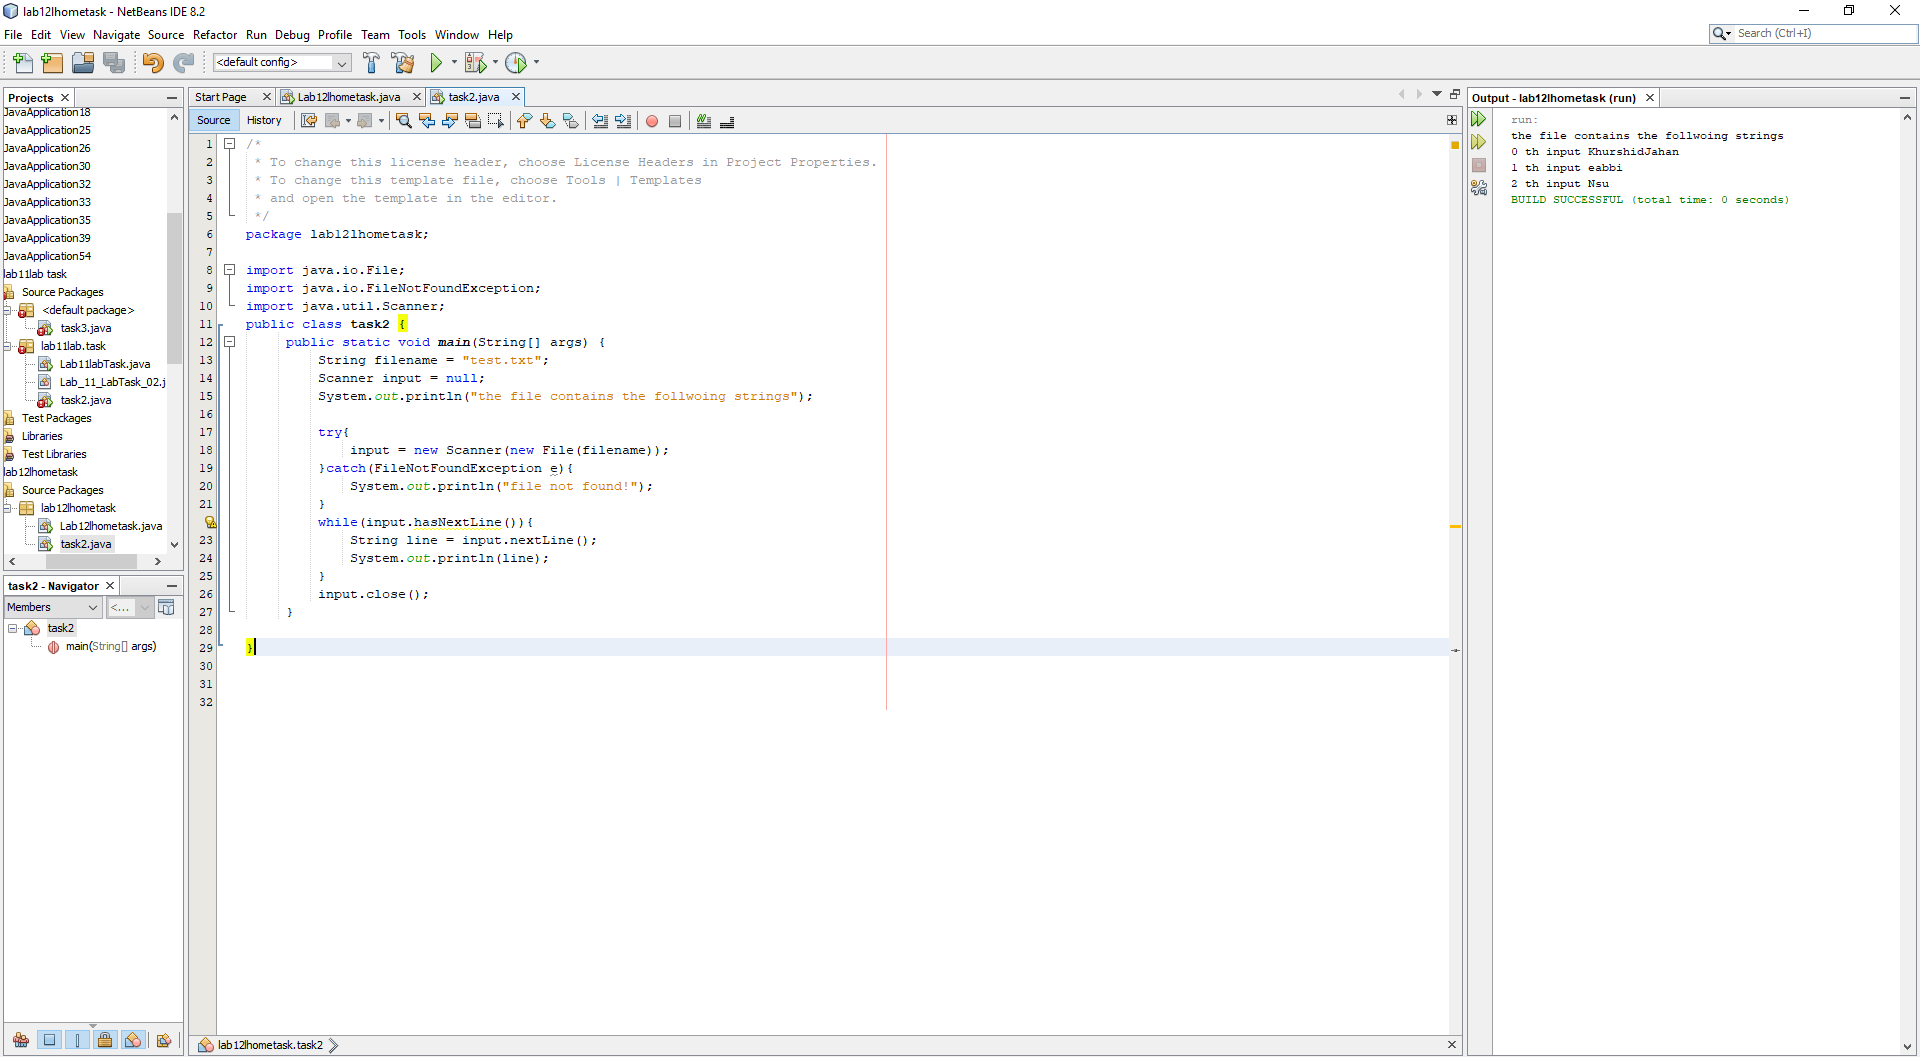 lab12lhometask - NetBeans IDE 8.2
File Edit View Navigate Source Refactor Run Debug Profile Team Tools Window Help
Search (Ctrl+I)
<default config>
Projects
JavaApplication18
JavaApplication25
JavaApplication26
JavaApplication30
JavaApplication32
JavaApplication33
JavaApplication35
JavaApplication39
JavaApplication54
lab11lab task
Source Packages
<default package>
task3.java
lab11lab.task
Lab11labTask.java
Lab_11_LabTask_02.j
task2.java
Test Packages
Libraries
Test Libraries
lab12lhometask
Source Packages
lab12lhometask
Lab12lhometask.java
task2.java
task2 - Navigator
Members <...
task2
main(String[] args)
Start Page Lab12lhometask.java task2.java
Source History
1 /*
2 * To change this license header, choose License Headers in Project Properties.
3 * To change this template file, choose Tools | Templates
4 * and open the template in the editor.
5 */
6 package lab12lhometask;
7
8 import java.io.File;
9 import java.io.FileNotFoundException;
10 import java.util.Scanner;
11 public class task2 {
12 public static void main(String[] args) {
13 String filename = "test.txt";
14 Scanner input = null;
15 System.out.println("the file contains the follwoing strings");
16
17 try{
18 input = new Scanner(new File(filename));
19 }catch(FileNotFoundException e){
20 System.out.println("file not found!");
21 }
while(input.hasNextLine()){
23 String line = input.nextLine();
24 System.out.println(line);
25 }
26 input.close();
27 }
28
29 }
30
31
32
lab12lhometask.task2
Output - lab12lhometask (run)
run:
the file contains the follwoing strings
0 th input KhurshidJahan
1 th input eabbi
2 th input Nsu
BUILD SUCCESSFUL (total time: 0 seconds)